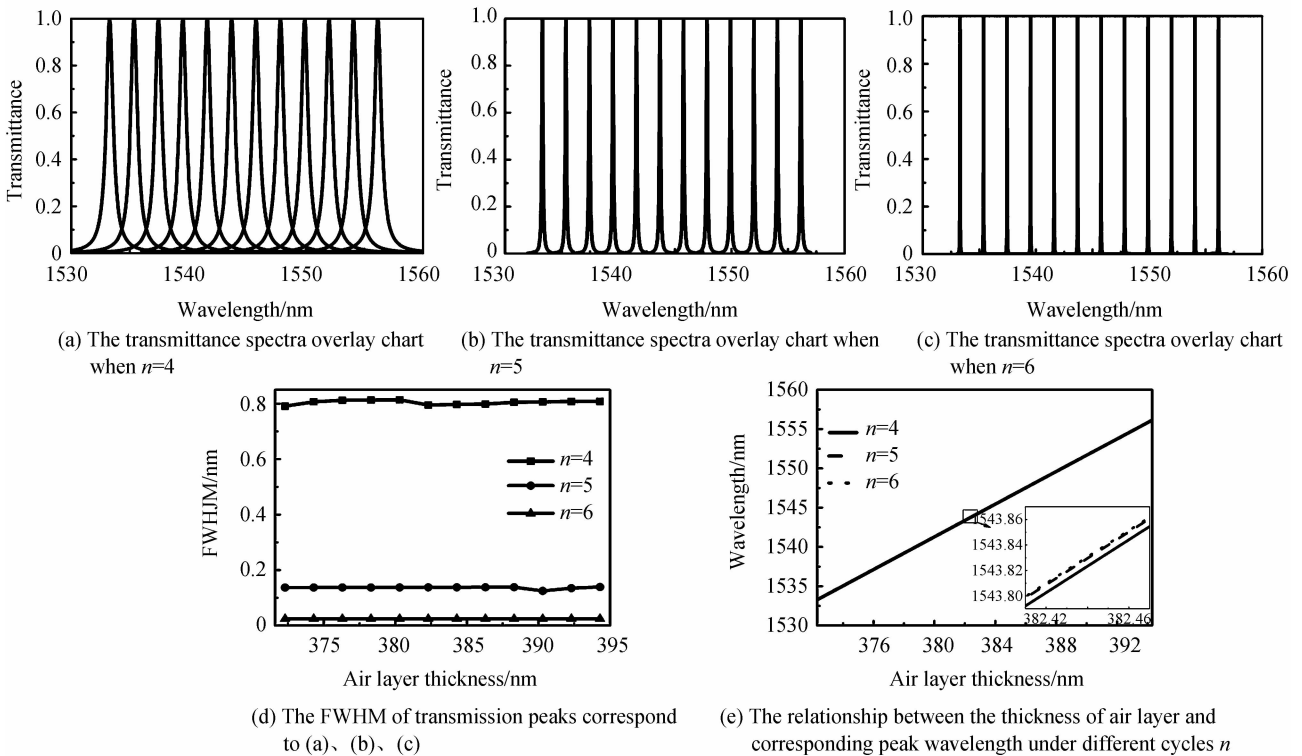 1.0
0.8
0.6
0.4
0.2
0
Transmittance
1530
1540
1550
1560
Wavelength/nm
(a) The transmittance spectra overlay chart
when n=4
1.0
0.8
0.6
0.4
0.2
0
Transmittance
1530
1540
1550
1560
Wavelength/nm
(b) The transmittance spectra overlay chart when
n=5
1.0
0.8
0.6
0.4
0.2
0
Transmittance
1530
1540
1550
1560
Wavelength/nm
(c) The transmittance spectra overlay chart
when n=6
0.8
0.6
0.4
0.2
0
FWHJM/nm
n=4
n=5
n=6
375
380
385
390
395
Air layer thickness/nm
(d) The FWHM of transmission peaks correspond
to (a)、(b)、(c)
1560
1555
1550
1545
1540
1535
1530
Wavelength/nm
n=4
n=5
n=6
1543.86
1543.84
1543.82
1543.80
382.42
382.46
376
380
384
388
392
Air layer thickness/nm
(e) The relationship between the thickness of air layer and
corresponding peak wavelength under different cycles n